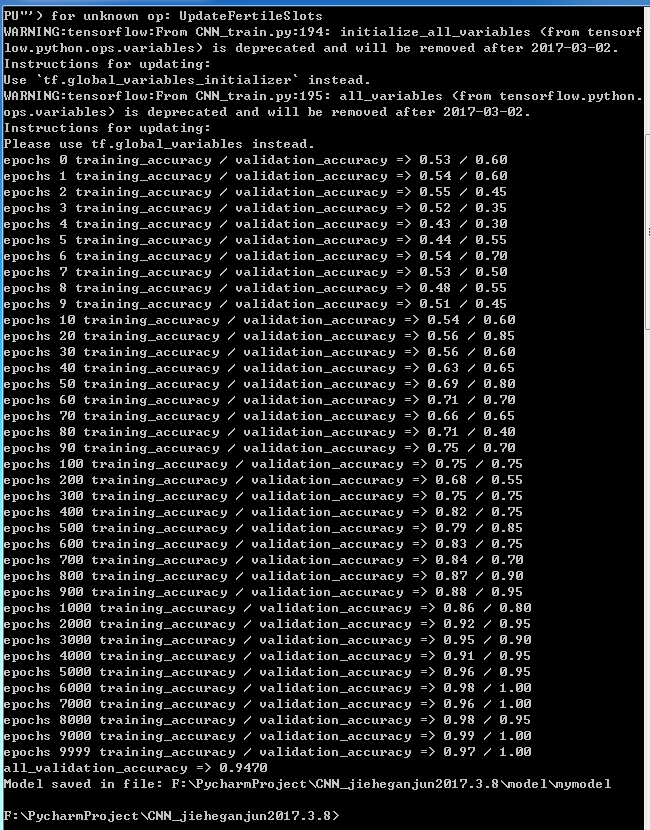 PU"'> for unknown op: UpdateFertileSlots
WARNING:tensorflow:From CNN_train.py:194: initialize_all_variables (from tensorf
low.python.ops.variables) is deprecated and will be removed after 2017-03-02.
Instructions for updating:
Use `tf.global_variables_initializer` instead.
WARNING:tensorflow:From CNN_train.py:195: all_variables (from tensorflow.python.
ops.variables) is deprecated and will be removed after 2017-03-02.
Instructions for updating:
Please use tf.global_variables instead.
epochs 0 training_accuracy / validation_accuracy => 0.53 / 0.60
epochs 1 training_accuracy / validation_accuracy => 0.54 / 0.60
epochs 2 training_accuracy / validation_accuracy => 0.55 / 0.45
epochs 3 training_accuracy / validation_accuracy => 0.52 / 0.35
epochs 4 training_accuracy / validation_accuracy => 0.43 / 0.30
epochs 5 training_accuracy / validation_accuracy => 0.44 / 0.55
epochs 6 training_accuracy / validation_accuracy => 0.54 / 0.70
epochs 7 training_accuracy / validation_accuracy => 0.53 / 0.50
epochs 8 training_accuracy / validation_accuracy => 0.48 / 0.55
epochs 9 training_accuracy / validation_accuracy => 0.51 / 0.45
epochs 10 training_accuracy / validation_accuracy => 0.54 / 0.60
epochs 20 training_accuracy / validation_accuracy => 0.56 / 0.85
epochs 30 training_accuracy / validation_accuracy => 0.56 / 0.60
epochs 40 training_accuracy / validation_accuracy => 0.63 / 0.65
epochs 50 training_accuracy / validation_accuracy => 0.69 / 0.80
epochs 60 training_accuracy / validation_accuracy => 0.71 / 0.70
epochs 70 training_accuracy / validation_accuracy => 0.66 / 0.65
epochs 80 training_accuracy / validation_accuracy => 0.71 / 0.40
epochs 90 training_accuracy / validation_accuracy => 0.75 / 0.70
epochs 100 training_accuracy / validation_accuracy => 0.75 / 0.75
epochs 200 training_accuracy / validation_accuracy => 0.68 / 0.55
epochs 300 training_accuracy / validation_accuracy => 0.75 / 0.75
epochs 400 training_accuracy / validation_accuracy => 0.82 / 0.75
epochs 500 training_accuracy / validation_accuracy => 0.79 / 0.85
epochs 600 training_accuracy / validation_accuracy => 0.83 / 0.75
epochs 700 training_accuracy / validation_accuracy => 0.84 / 0.70
epochs 800 training_accuracy / validation_accuracy => 0.87 / 0.90
epochs 900 training_accuracy / validation_accuracy => 0.88 / 0.95
epochs 1000 training_accuracy / validation_accuracy => 0.86 / 0.80
epochs 2000 training_accuracy / validation_accuracy => 0.92 / 0.95
epochs 3000 training_accuracy / validation_accuracy => 0.95 / 0.90
epochs 4000 training_accuracy / validation_accuracy => 0.91 / 0.95
epochs 5000 training_accuracy / validation_accuracy => 0.96 / 0.95
epochs 6000 training_accuracy / validation_accuracy => 0.98 / 1.00
epochs 7000 training_accuracy / validation_accuracy => 0.96 / 1.00
epochs 8000 training_accuracy / validation_accuracy => 0.98 / 0.95
epochs 9000 training_accuracy / validation_accuracy => 0.99 / 1.00
epochs 9999 training_accuracy / validation_accuracy => 0.97 / 1.00
all_validation_accuracy => 0.9470
Model saved in file: F:\PycharmProject\CNN_jieheganjun2017.3.8\model\mymodel
F:\PycharmProject\CNN_jieheganjun2017.3.8>